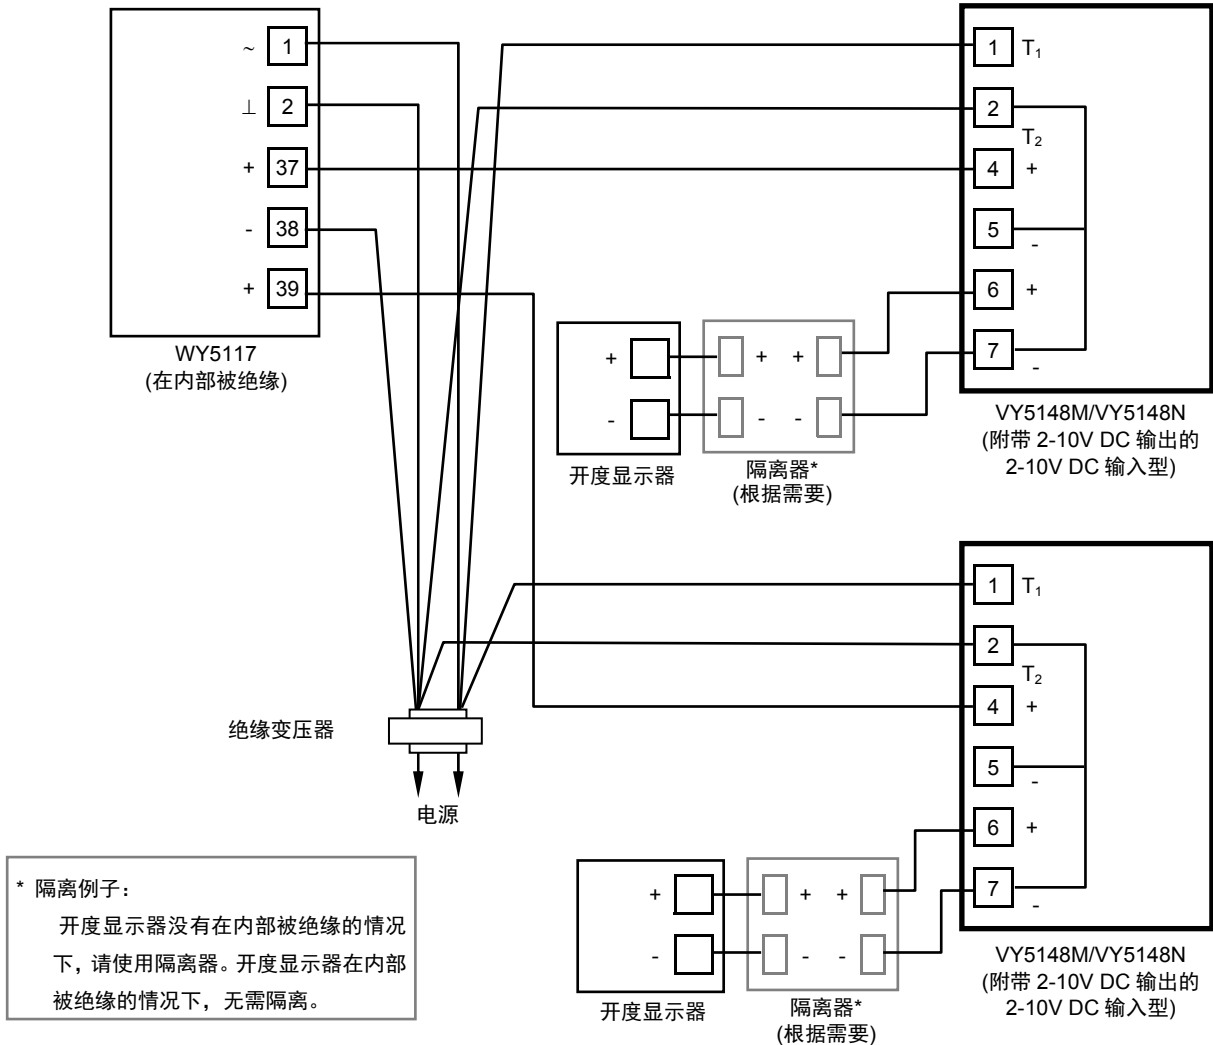 ~ 1
⊥ 2
+ 37
- 38
+ 39
WY5117
(在内部被绝缘)
1 T₁
2
T₂
4 +
5
-
6 +
7
-
VY5148M/VY5148N
(附带 2-10V DC 输出的
2-10V DC 输入型)
+ + +
- - -
开度显示器
隔离器*
(根据需要)
绝缘变压器
电源
1 T₁
2
T₂
4 +
5
-
6 +
7
-
VY5148M/VY5148N
(附带 2-10V DC 输出的
2-10V DC 输入型)
+ + +
- - -
开度显示器
隔离器*
(根据需要)
* 隔离例子：
开度显示器没有在内部被绝缘的情况
下，请使用隔离器。开度显示器在内部
被绝缘的情况下，无需隔离。